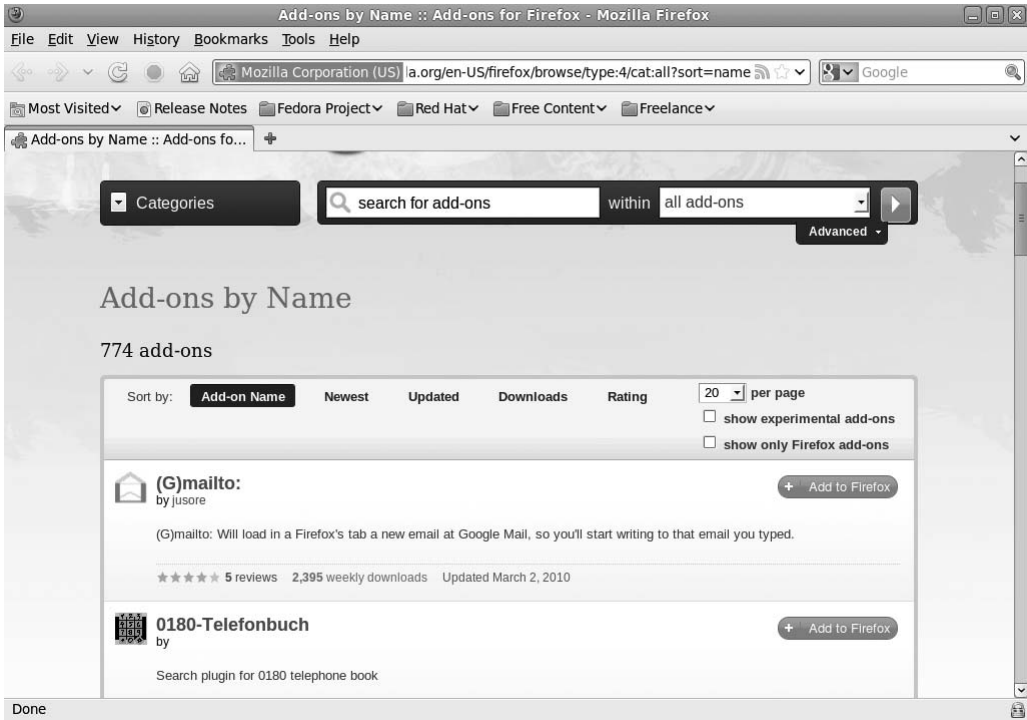 Add-ons by Name :: Add-ons for Firefox - Mozilla Firefox
File Edit View History Bookmarks Tools Help
Mozilla Corporation (US) la.org/en-US/firefox/browse/type:4/cat:all?sort=name Google
Most Visited Release Notes Fedora Project Red Hat Free Content Freelance
Add-ons by Name :: Add-ons fo...
Categories search for add-ons within all add-ons
Advanced
Add-ons by Name
774 add-ons
Sort by: Add-on Name Newest Updated Downloads Rating 20 per page
show experimental add-ons
show only Firefox add-ons
(G)mailto: + Add to Firefox
by jusore
(G)mailto: Will load in a Firefox's tab a new email at Google Mail, so you'll start writing to that email you typed.
5 reviews 2,395 weekly downloads Updated March 2, 2010
0180-Telefonbuch + Add to Firefox
by
Search plugin for 0180 telephone book
Done